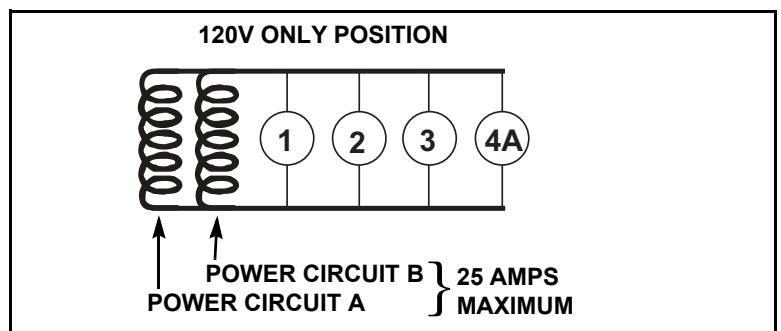 120V ONLY POSITION
1 2 3 4A
POWER CIRCUIT B } 25 AMPS
POWER CIRCUIT A MAXIMUM